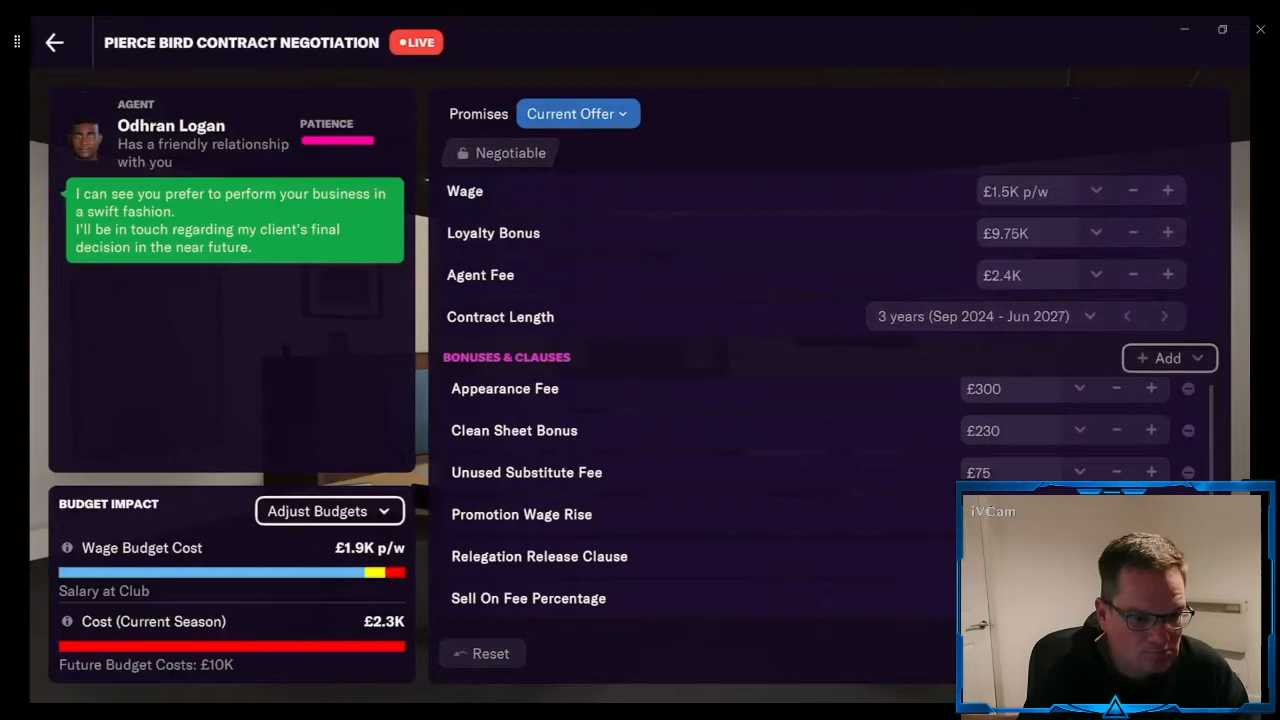 PIERCE BIRD CONTRACT NEGOTIATION
LIVE
AGENT
Odhran Logan
Has a friendly relationship
with you
PATIENCE
I can see you prefer to perform your business in
a swift fashion.
I'll be in touch regarding my client's final
decision in the near future.
Promises
Current Offer
Negotiable
Wage
£1.5K p/w
Loyalty Bonus
£9.75K
Agent Fee
£2.4K
Contract Length
3 years (Sep 2024 - Jun 2027)
BONUSES & CLAUSES
+ Add
Appearance Fee
£300
Clean Sheet Bonus
£230
Unused Substitute Fee
£75
Promotion Wage Rise
Relegation Release Clause
Sell On Fee Percentage
Reset
BUDGET IMPACT
Adjust Budgets
Wage Budget Cost
£1.9K p/w
Salary at Club
Cost (Current Season)
£2.3K
Future Budget Costs: £10K
iVCam